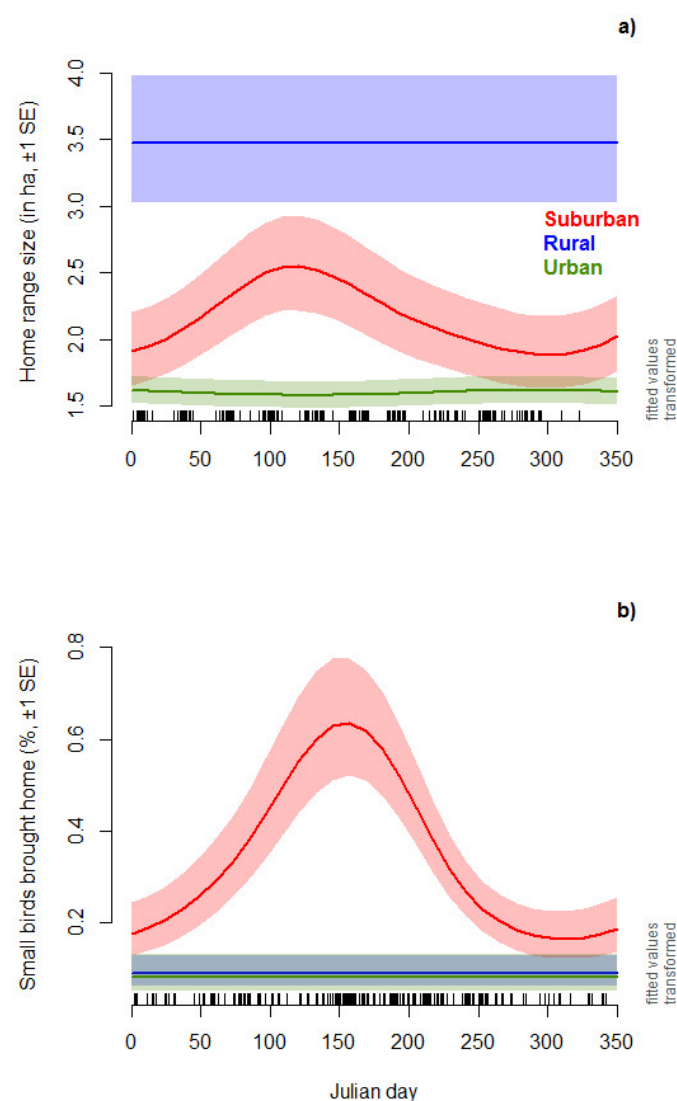 a)
Home range size (in ha, ±1 SE)
4.0
3.5
3.0
2.5
2.0
1.5
Suburban
Rural
Urban
fitted values
transformed
0 50 100 150 200 250 300 350
b)
Small birds brought home (%, ±1 SE)
0.8
0.6
0.4
0.2
fitted values
transformed
0 50 100 150 200 250 300 350
Julian day